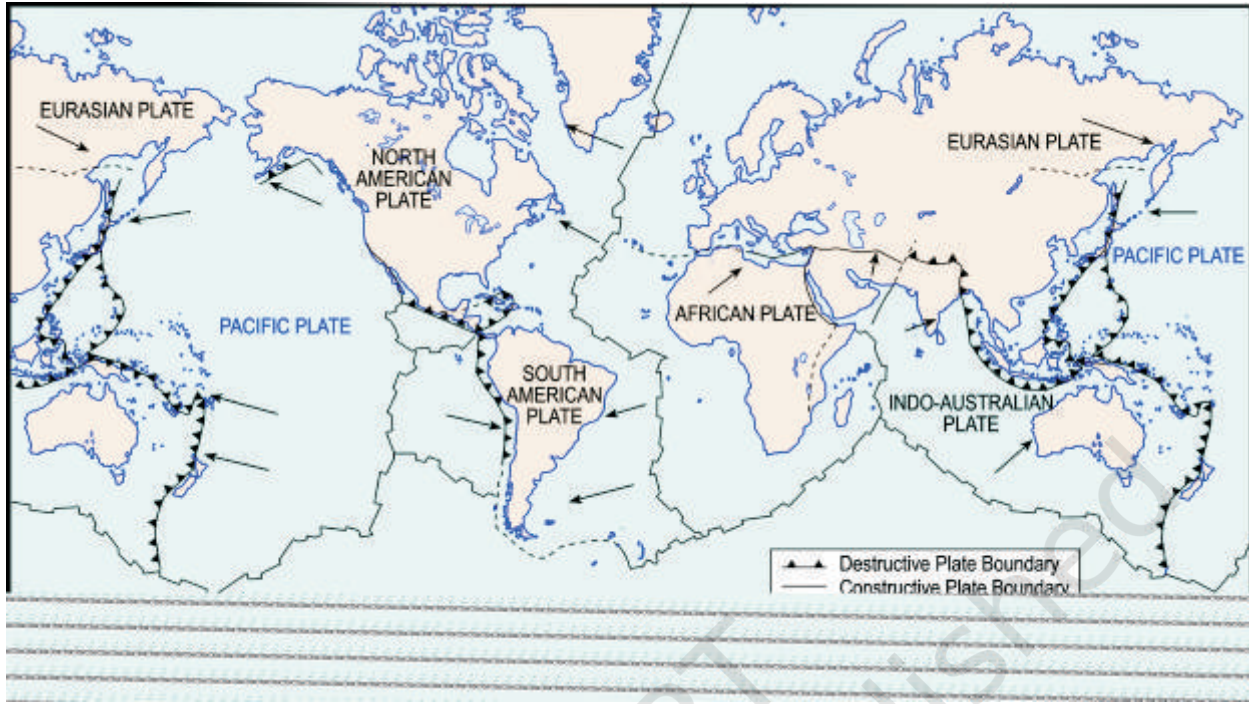 EURASIAN PLATE
NORTH
AMERICAN
PLATE
EURASIAN PLATE
PACIFIC PLATE
PACIFIC PLATE
AFRICAN PLATE
SOUTH
AMERICAN
PLATE
INDO-AUSTRALIAN
PLATE
Destructive Plate Boundary
Constructive Plate Boundary